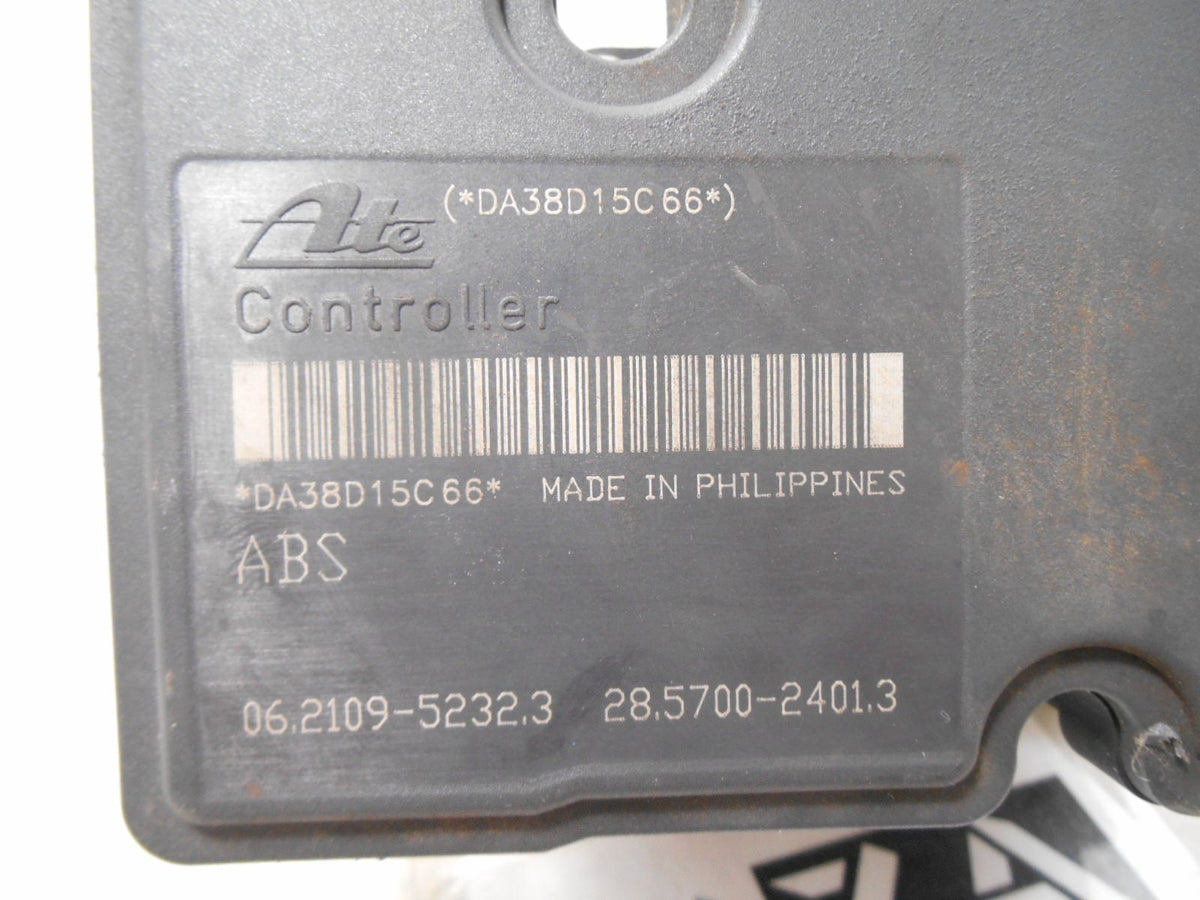 Ate (*DA38D15C66*)
Controller
*DA38D15C66* MADE IN PHILIPPINES
ABS
06.2109-5232.3 28.5700-2401.3